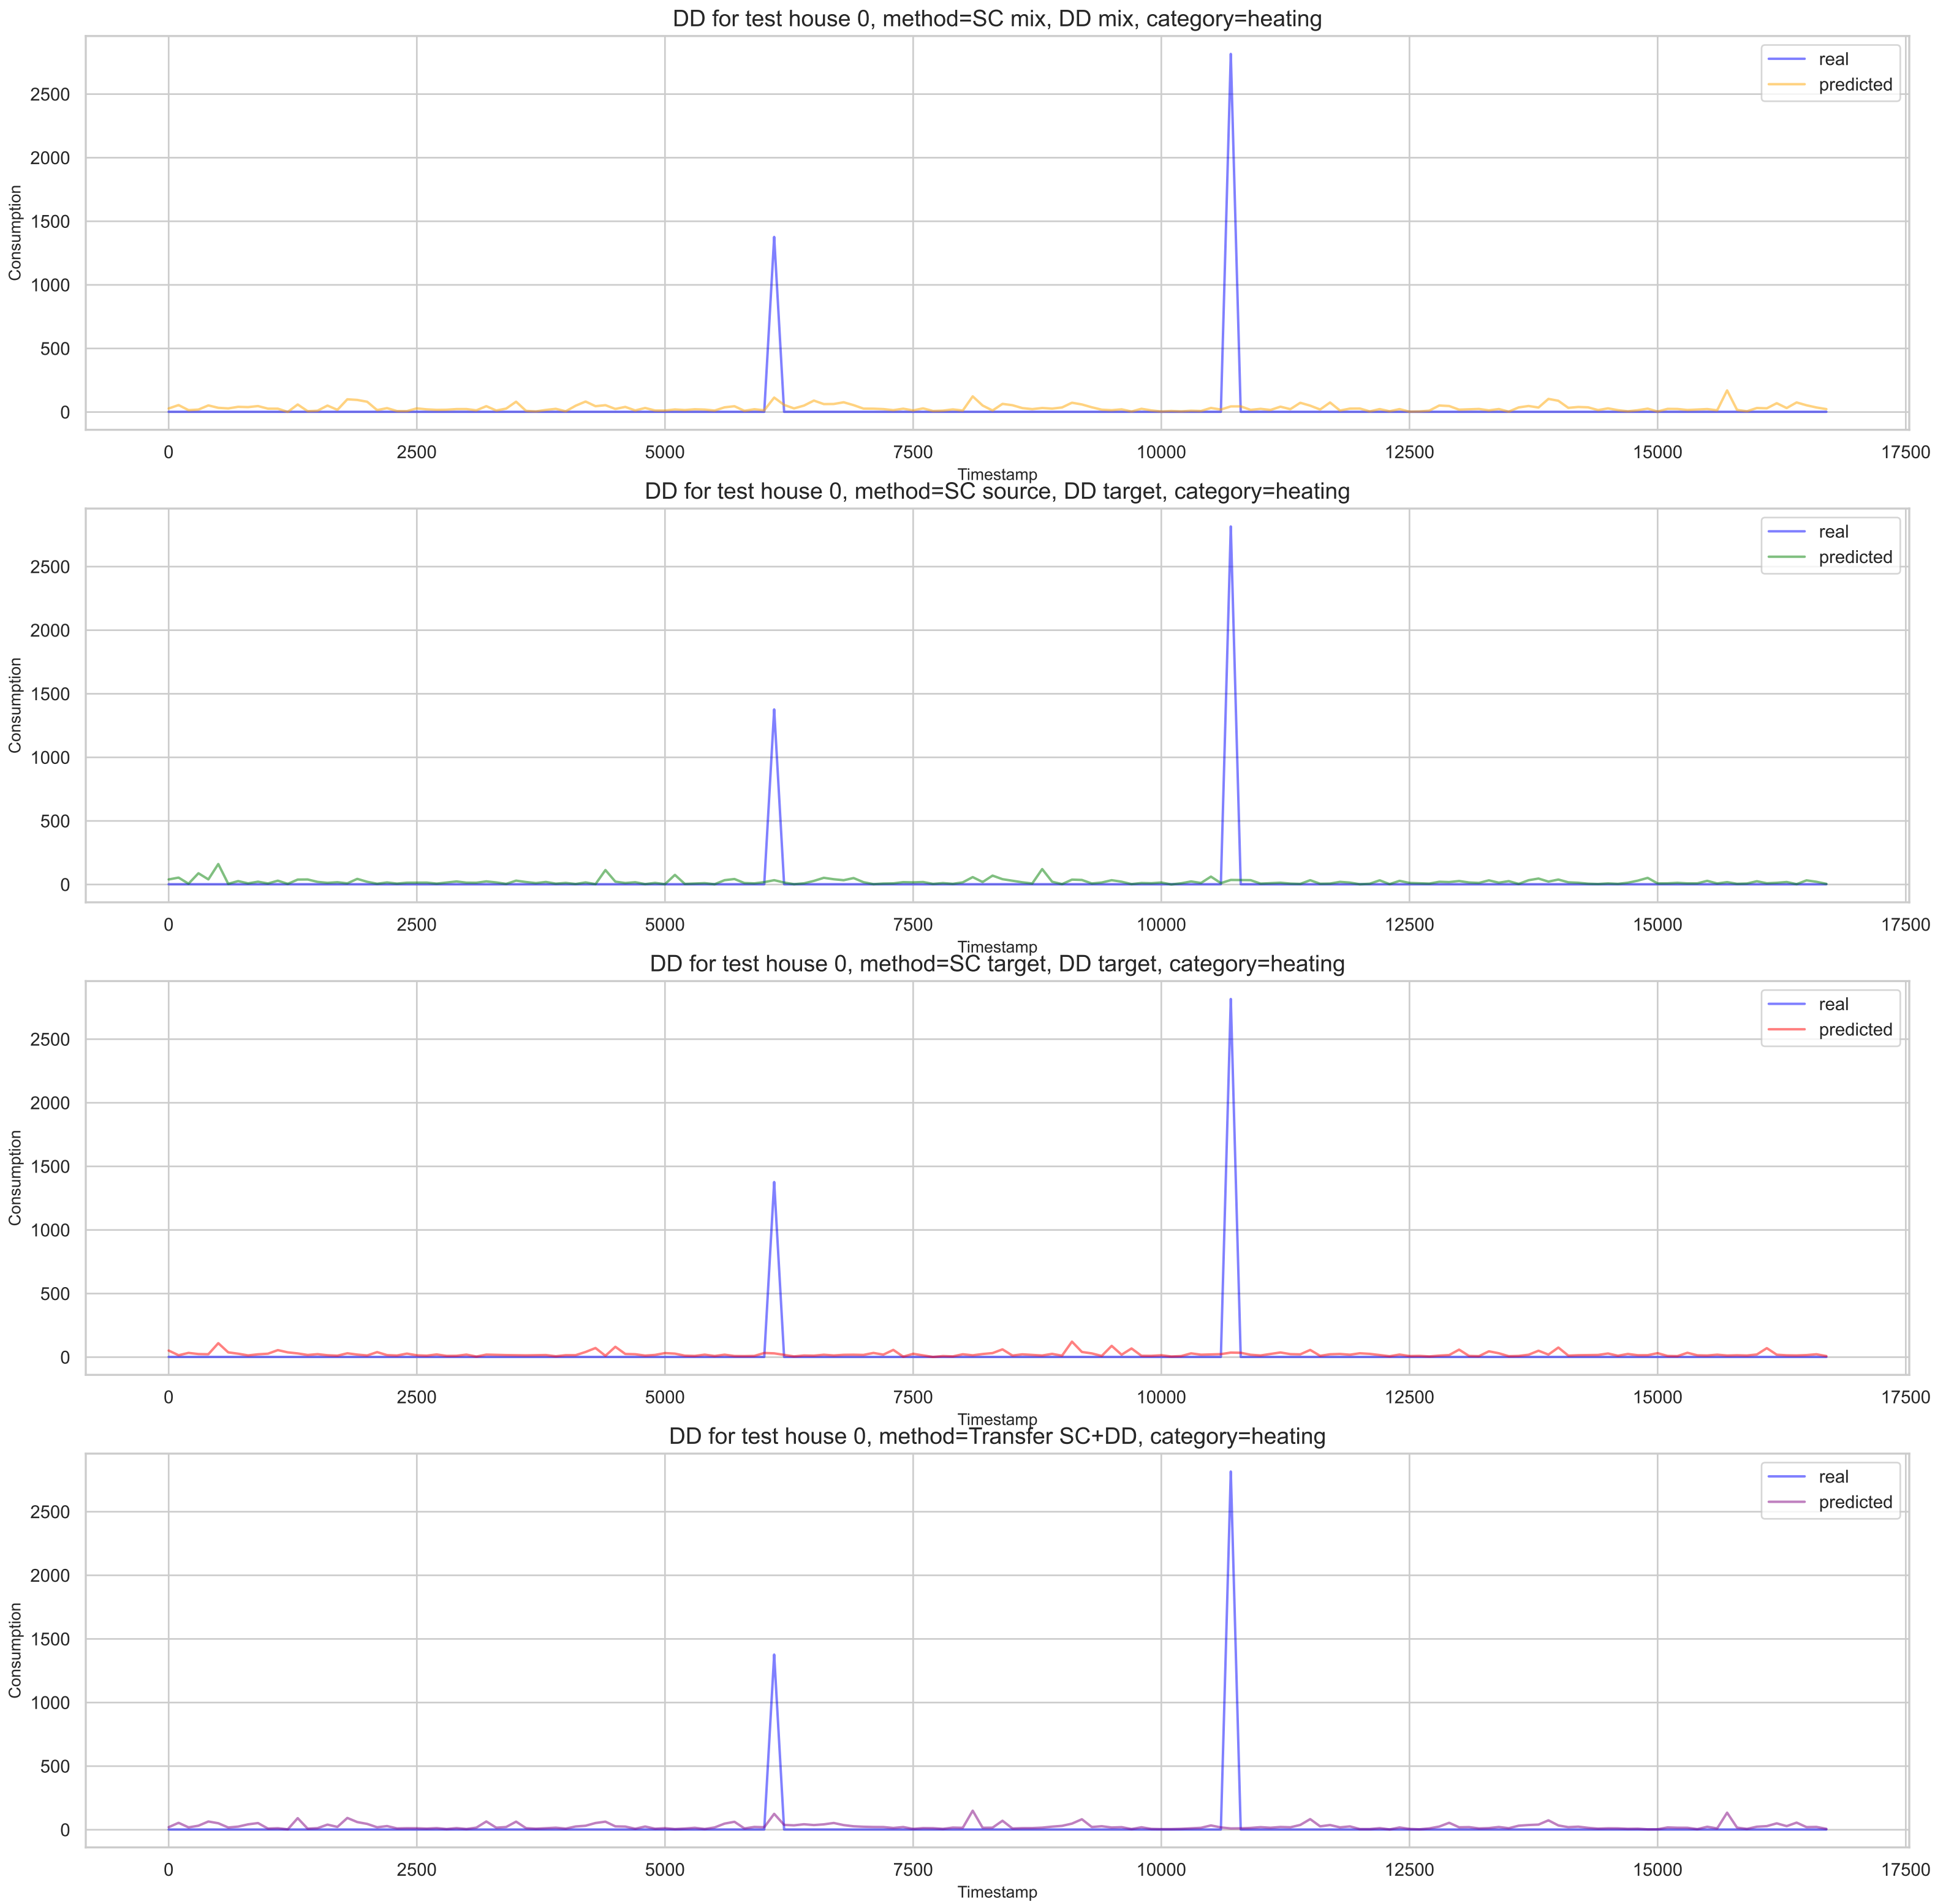 DD for test house 0, method=SC mix, DD mix, category=heating
real
predicted
Consumption
2500
2000
1500
1000
500
0
0 2500 5000 7500 10000 12500 15000 17500
Timestamp
DD for test house 0, method=SC source, DD target, category=heating
real
predicted
Consumption
2500
2000
1500
1000
500
0
0 2500 5000 7500 10000 12500 15000 17500
Timestamp
DD for test house 0, method=SC target, DD target, category=heating
real
predicted
Consumption
2500
2000
1500
1000
500
0
0 2500 5000 7500 10000 12500 15000 17500
Timestamp
DD for test house 0, method=Transfer SC+DD, category=heating
real
predicted
Consumption
2500
2000
1500
1000
500
0
0 2500 5000 7500 10000 12500 15000 17500
Timestamp